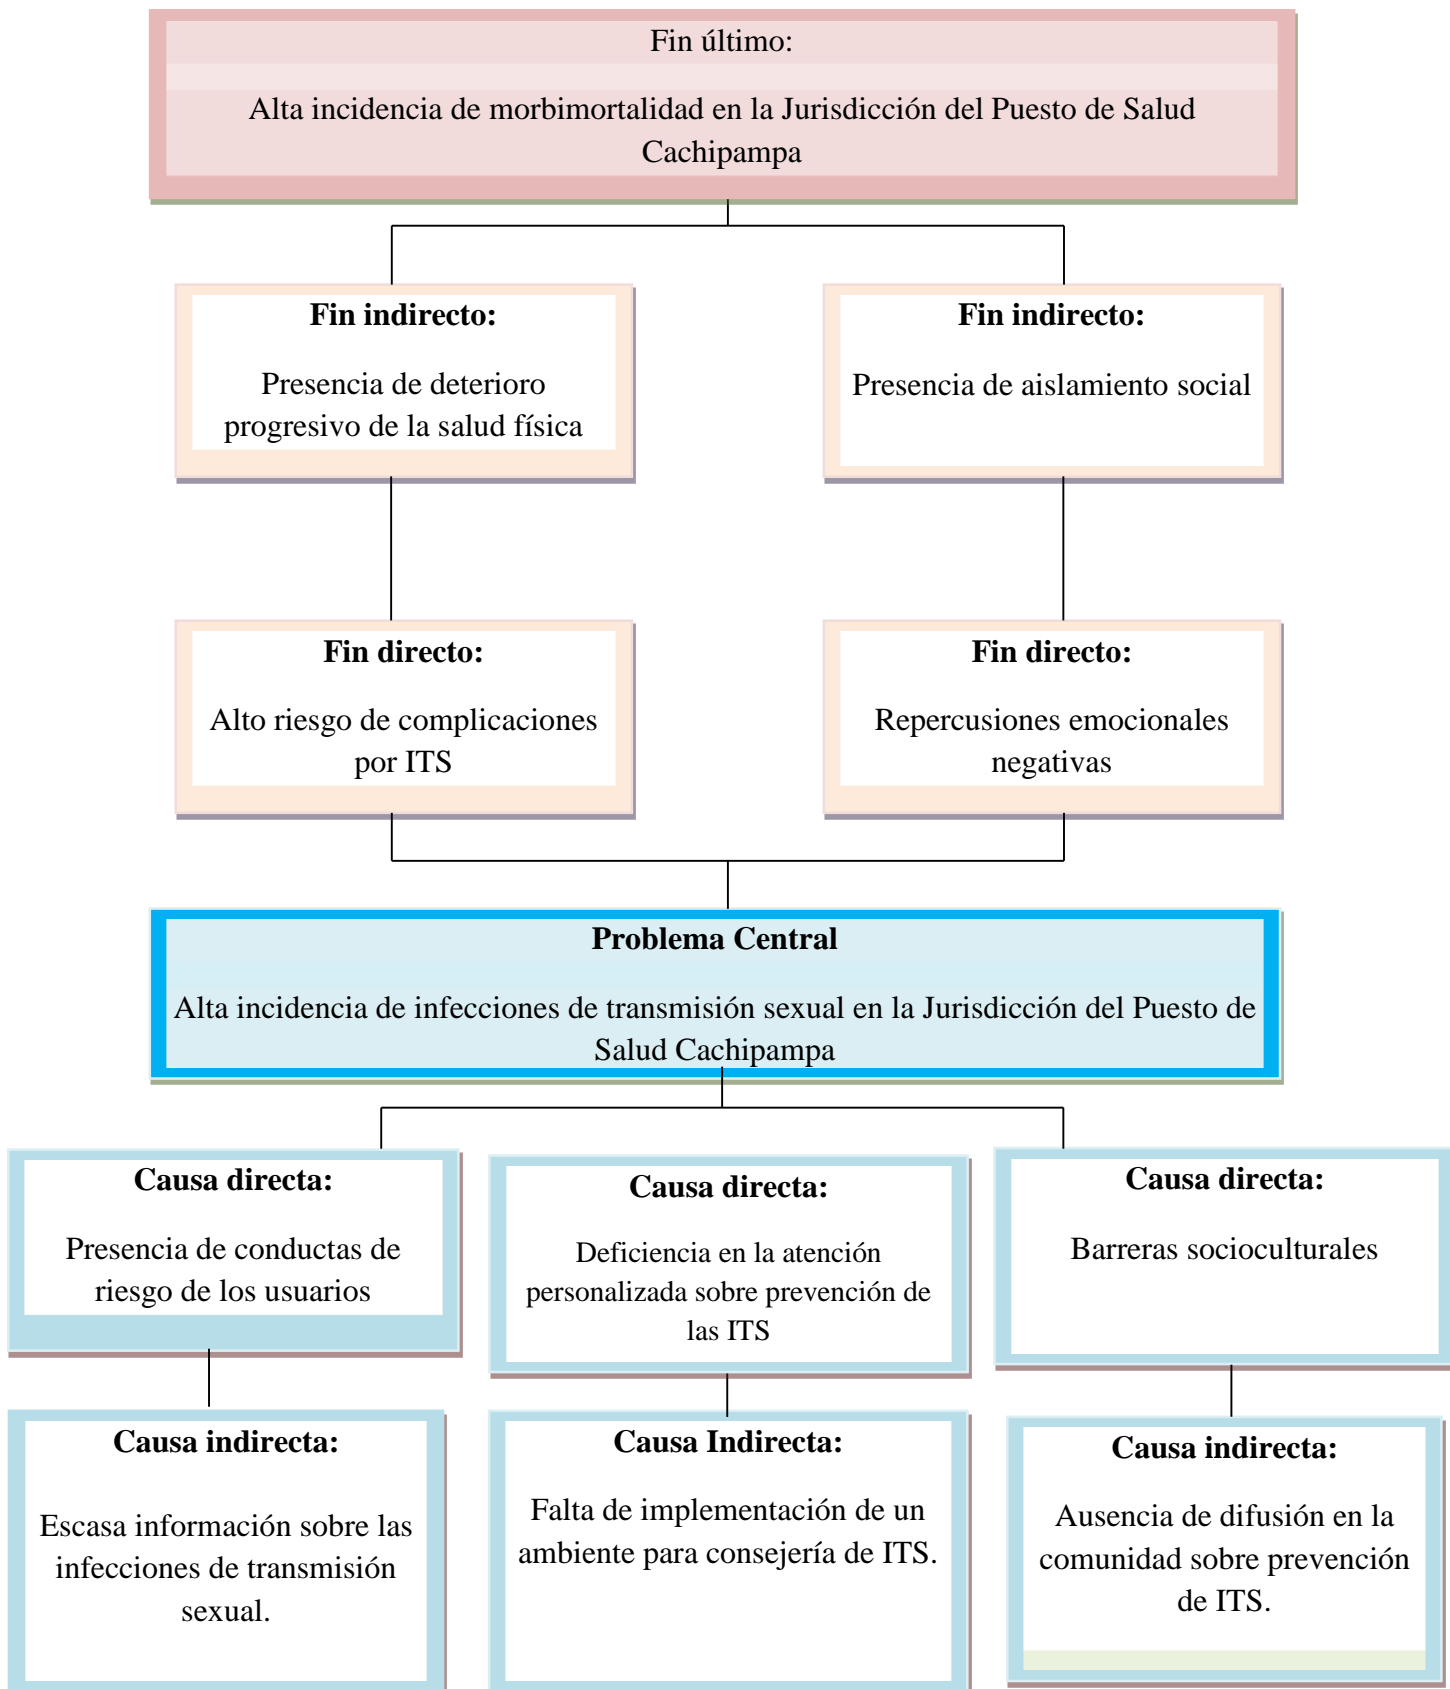 Fin último:
Alta incidencia de morbimortalidad en la Jurisdicción del Puesto de Salud
Cachipampa
Fin indirecto:
Presencia de deterioro
progresivo de la salud física
Fin indirecto:
Presencia de aislamiento social
Fin directo:
Alto riesgo de complicaciones
por ITS
Fin directo:
Repercusiones emocionales
negativas
Problema Central
Alta incidencia de infecciones de transmisión sexual en la Jurisdicción del Puesto de
Salud Cachipampa
Causa directa:
Presencia de conductas de
riesgo de los usuarios
Causa directa:
Deficiencia en la atención
personalizada sobre prevención de
las ITS
Causa directa:
Barreras socioculturales
Causa indirecta:
Escasa información sobre las
infecciones de transmisión
sexual.
Causa Indirecta:
Falta de implementación de un
ambiente para consejería de ITS.
Causa indirecta:
Ausencia de difusión en la
comunidad sobre prevención
de ITS.